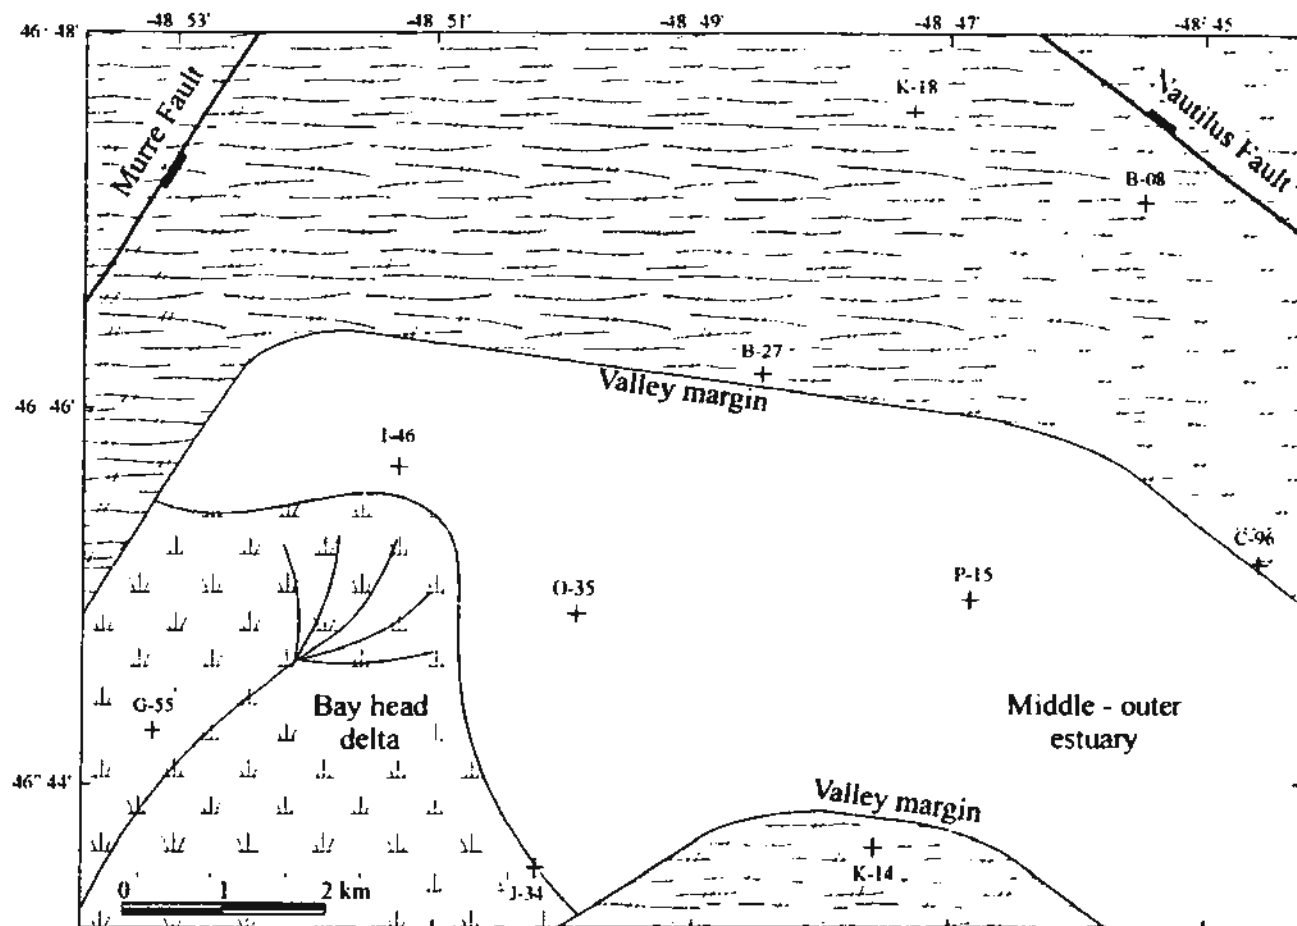 -48 53'
-48 51'
-48 49'
-48 47'
-48° 45'
46° 48'
Murre Fault
K-18
Nautilus Fault
B-08
B-27
Valley margin
46 46'
I-46
C-96
O-35
P-15
G-55
Bay head
delta
Middle - outer
estuary
46° 44'
Valley margin
K-14
J-34
0 1 2 km